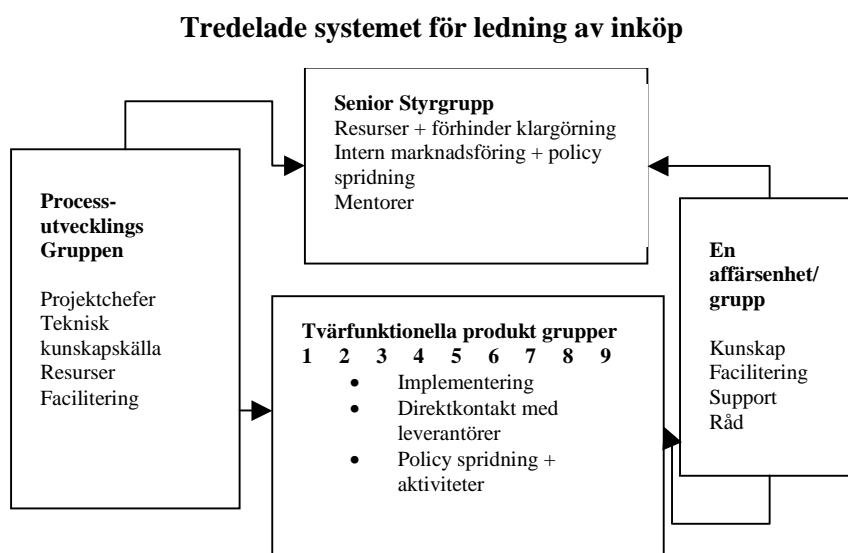 Tredelade systemet för ledning av inköp
Senior Styrgrupp
Resurser + förhinder klargörning
Intern marknadsföring + policy
spridning
Mentorer
Process-
utvecklings
Gruppen
Projektchefer
Teknisk
kunskapskälla
Resurser
Facilitering
Tvärfunktionella produkt grupper
1 2 3 4 5 6 7 8 9
• Implementering
• Direktkontakt med
leverantörer
• Policy spridning +
aktiviteter
En
affärsenhet/
grupp
Kunskap
Facilitering
Support
Råd